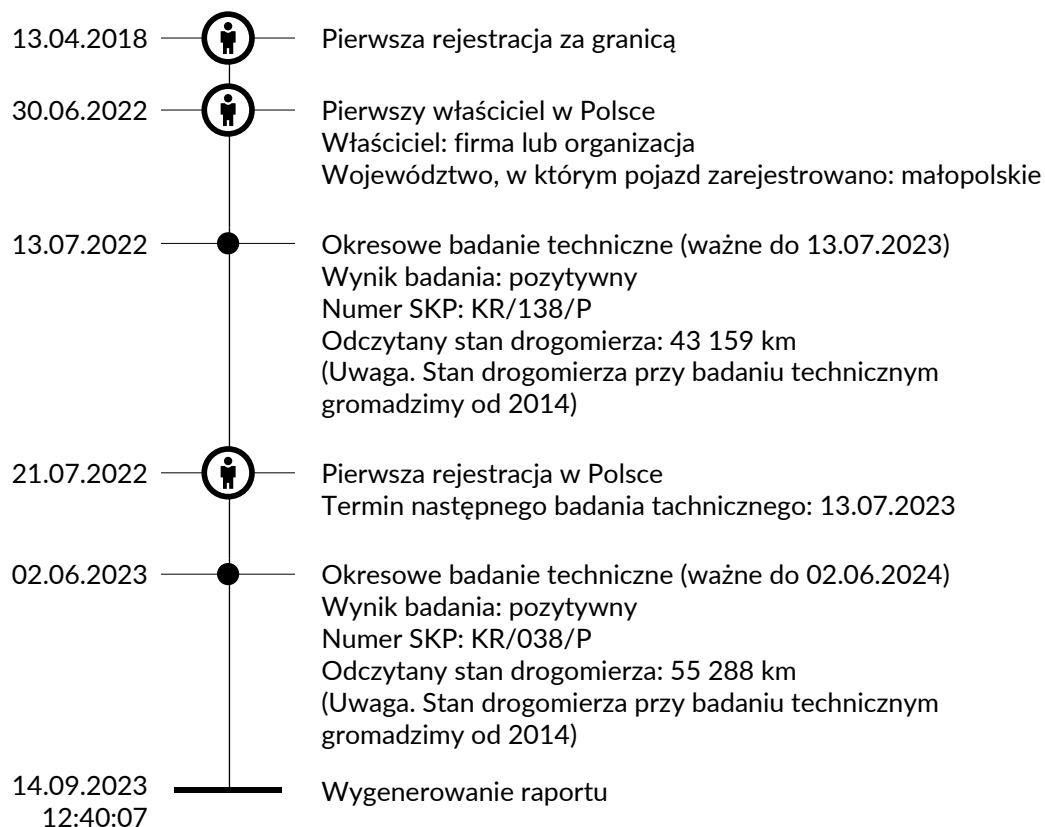 13.04.2018 Pierwsza rejestracja za granicą
30.06.2022 Pierwszy właściciel w Polsce
Właściciel: firma lub organizacja
Województwo, w którym pojazd zarejestrowano: małopolskie
13.07.2022 Okresowe badanie techniczne (ważne do 13.07.2023)
Wynik badania: pozytywny
Numer SKP: KR/138/P
Odczytany stan drogomierza: 43 159 km
(Uwaga. Stan drogomierza przy badaniu technicznym
gromadzimy od 2014)
21.07.2022 Pierwsza rejestracja w Polsce
Termin następnego badania tachnicznego: 13.07.2023
02.06.2023 Okresowe badanie techniczne (ważne do 02.06.2024)
Wynik badania: pozytywny
Numer SKP: KR/038/P
Odczytany stan drogomierza: 55 288 km
(Uwaga. Stan drogomierza przy badaniu technicznym
gromadzimy od 2014)
14.09.2023 Wygenerowanie raportu
12:40:07